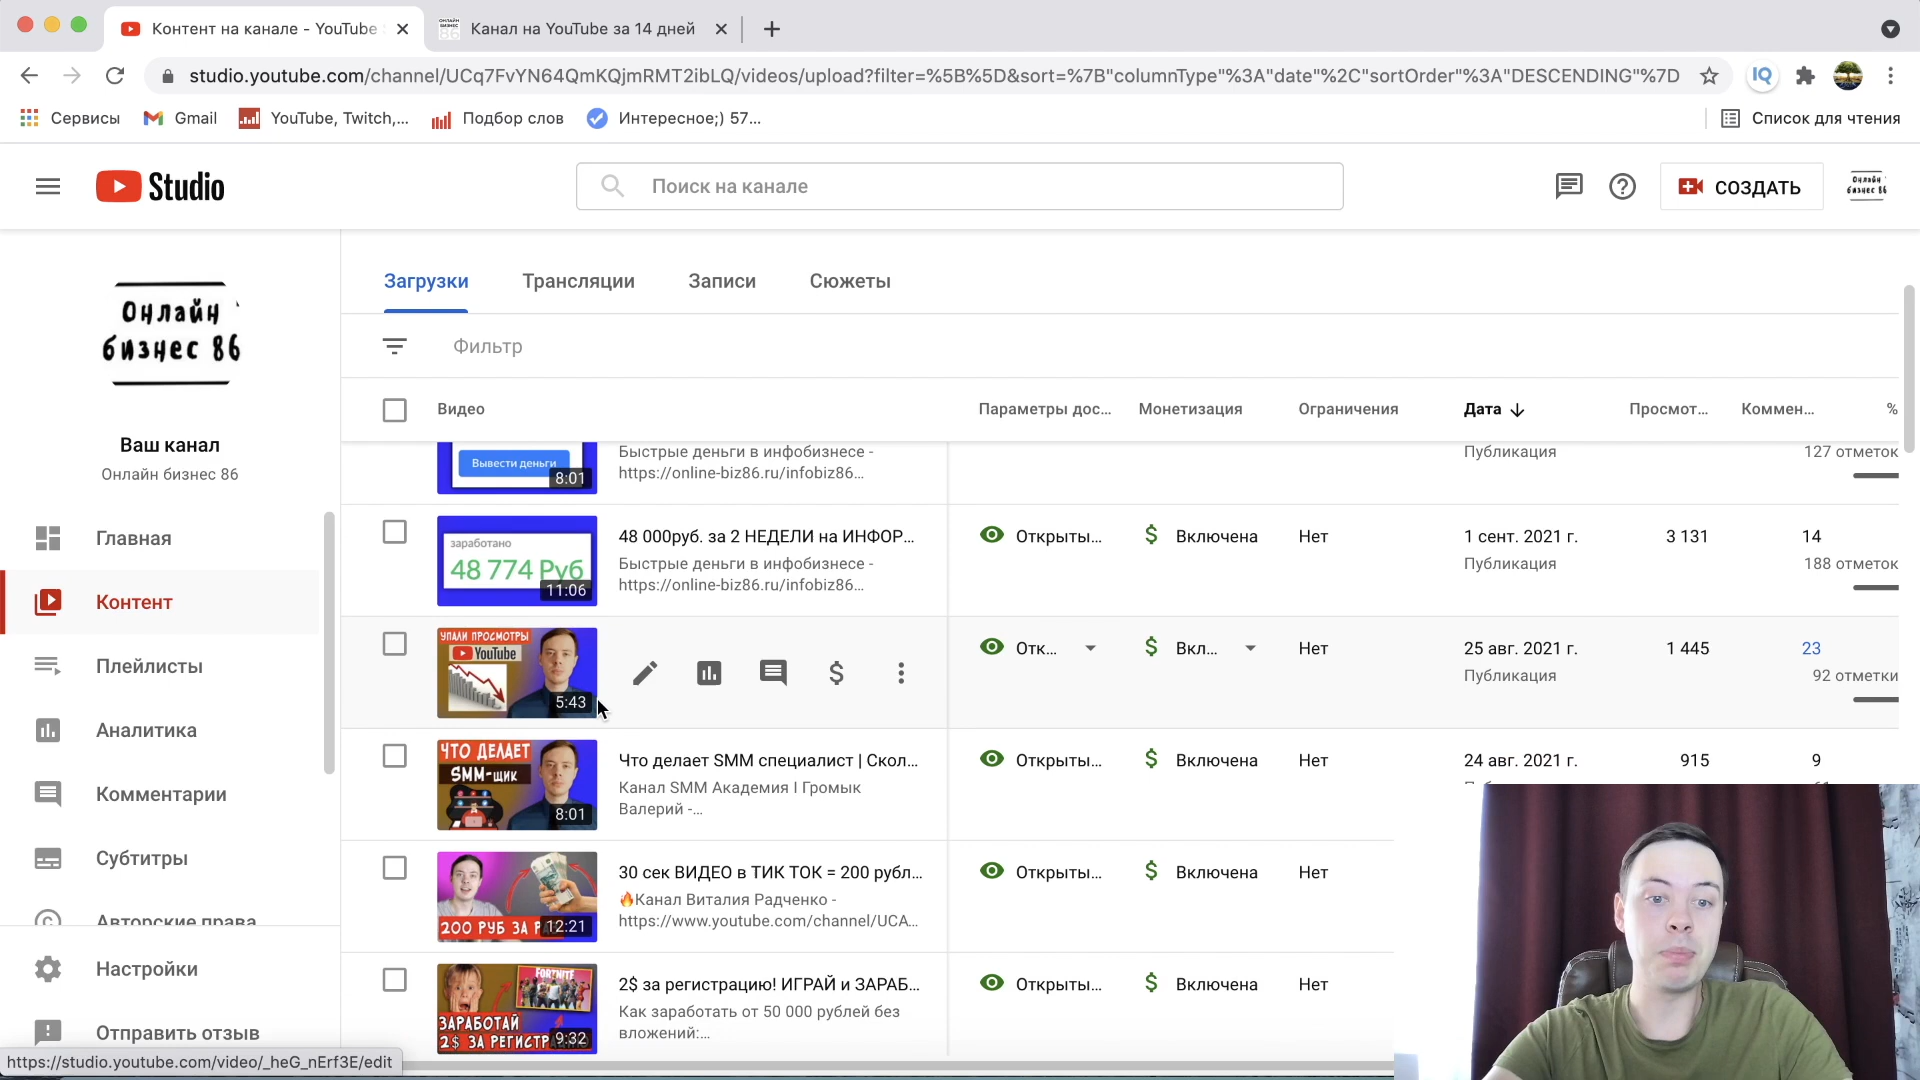 Контент на канале - YouTube
Канал на YouTube за 14 дней
studio.youtube.com/channel/UCq7FvYN64QmKQjmRMT2ibLQ/videos/upload?filter=%5B%5D&sort=%7B"columnType"%3A"date"%2C"sortOrder"%3A"DESCENDING"%7D
IQ
Сервисы
Gmail
YouTube, Twitch,...
Подбор слов
Интересное;) 57...
Список для чтения
Studio
Поиск на канале
СОЗДАТЬ
Онлайн
бизнес 86
Онлайн
бизнес 86
Ваш канал
Онлайн бизнес 86
Главная
Контент
Плейлисты
Аналитика
Комментарии
Субтитры
Авторские права
Настройки
Отправить отзыв
https://studio.youtube.com/video/_heG_nErf3E/edit
Загрузки
Трансляции
Записи
Сюжеты
Фильтр
Видео
Параметры дос...
Монетизация
Ограничения
Дата
Просмот...
Коммен...
%
Вывести деньги
8:01
Быстрые деньги в инфобизнесе -
https://online-biz86.ru/infobiz86...
Публикация
127 отметок
заработано
48 774 Руб
11:06
48 000руб. за 2 НЕДЕЛИ на ИНФОР...
Быстрые деньги в инфобизнесе -
https://online-biz86.ru/infobiz86...
Открыты...
Включена
Нет
1 сент. 2021 г.
Публикация
3 131
14
188 отметок
УПАЛИ ПРОСМОТРЫ
YouTube
5:43
Отк...
Вкл...
Нет
25 авг. 2021 г.
Публикация
1 445
23
92 отметки
ЧТО ДЕЛАЕТ
SMM-ЩИК
8:01
Что делает SMM специалист | Скол...
Канал SMM Академия I Громык
Валерий -...
Открыты...
Включена
Нет
24 авг. 2021 г.
915
9
200 РУБ ЗА
12:21
30 сек ВИДЕО в ТИК ТОК = 200 рубл...
🔥Канал Виталия Радченко -
https://www.youtube.com/channel/UCA...
Открыты...
Включена
Нет
FORTNITE
ЗАРАБОТАЙ
2$ ЗА РЕГИСТР
9:32
2$ за регистрацию! ИГРАЙ и ЗАРАБ...
Как заработать от 50 000 рублей без
вложений:...
Открыты...
Включена
Нет